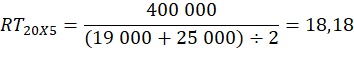 RT₂₀ₓ₅ = 400 000 / ((19 000 + 25 000) ÷ 2) = 18,18